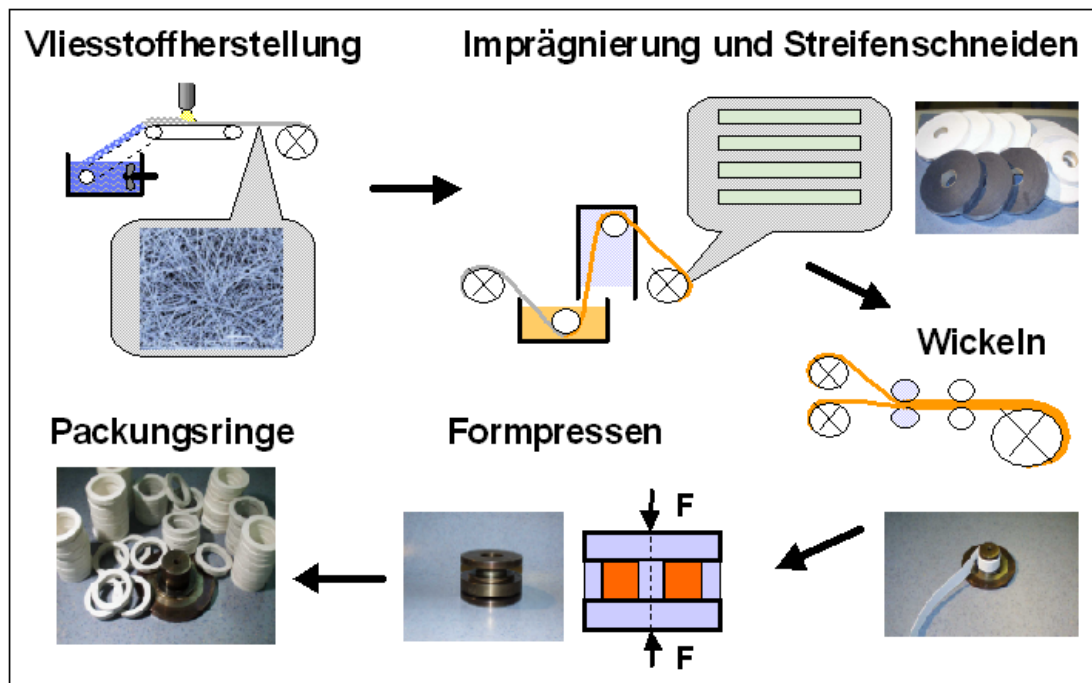 Vliesstoffherstellung
Imprägnierung und Streifenschneiden
Wickeln
Packungsringe
Formpressen
F
F